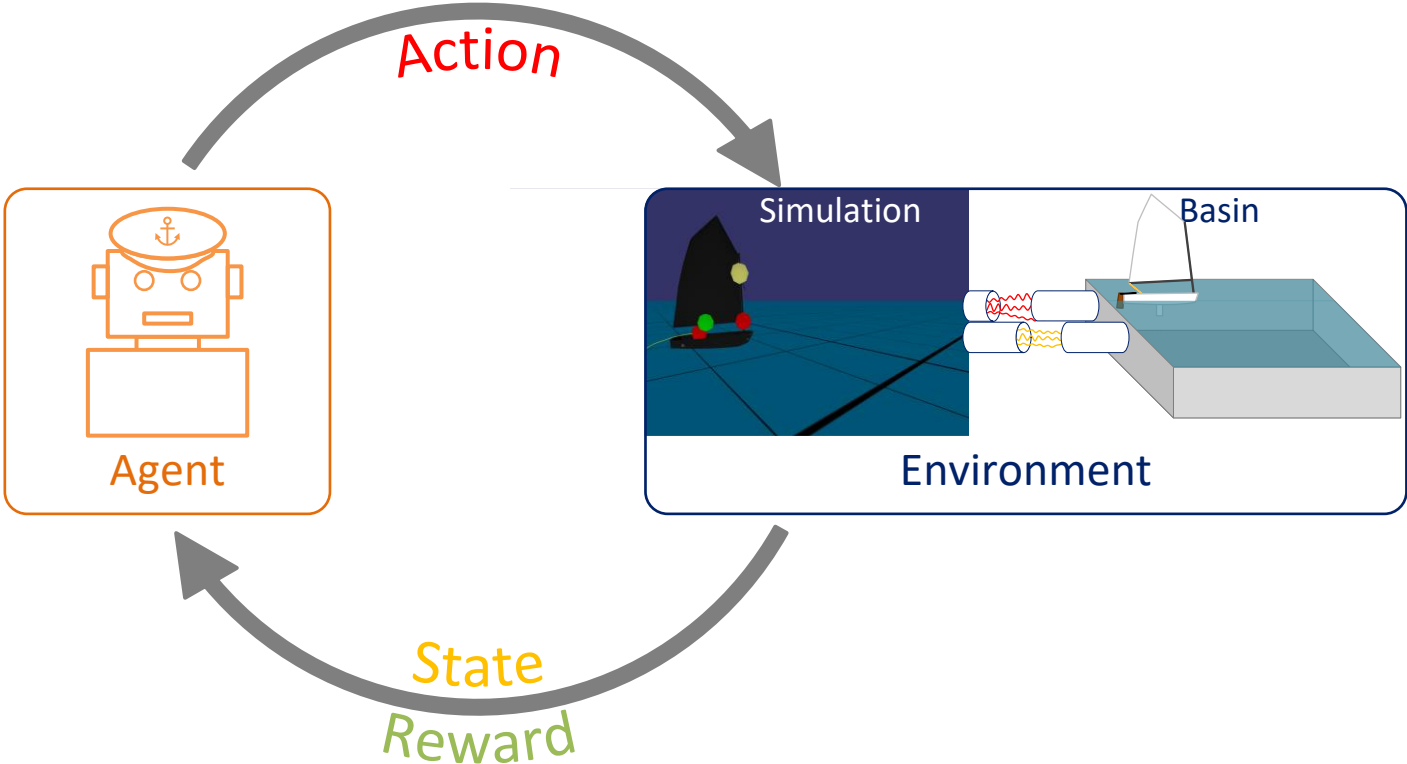 Action
Simulation
Basin
Agent
Environment
State
Reward